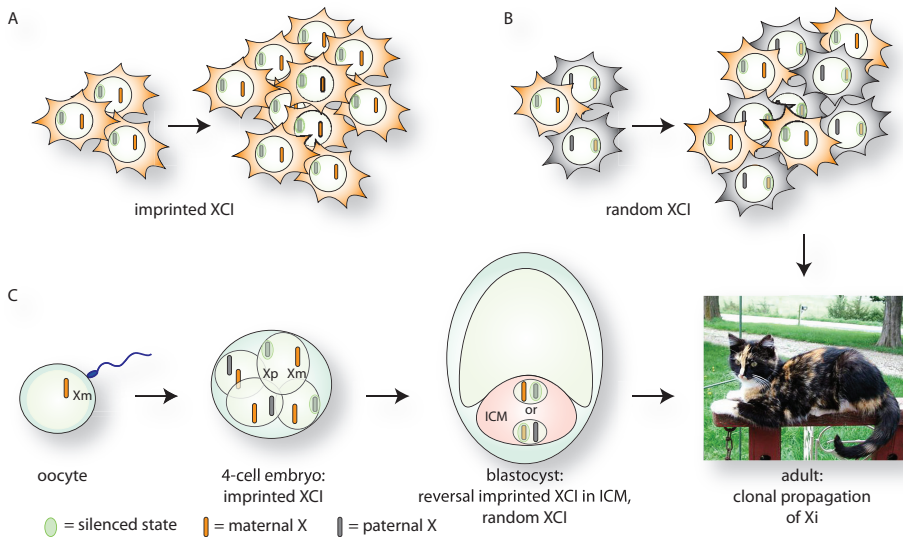 A
B
imprinted XCI
random XCI
C
Xm
Xp
Xm
ICM
or
oocyte
4-cell embryo:
imprinted XCI
blastocyst:
reversal imprinted XCI in ICM,
random XCI
adult:
clonal propagation
of Xi
= silenced state
= maternal X
= paternal X